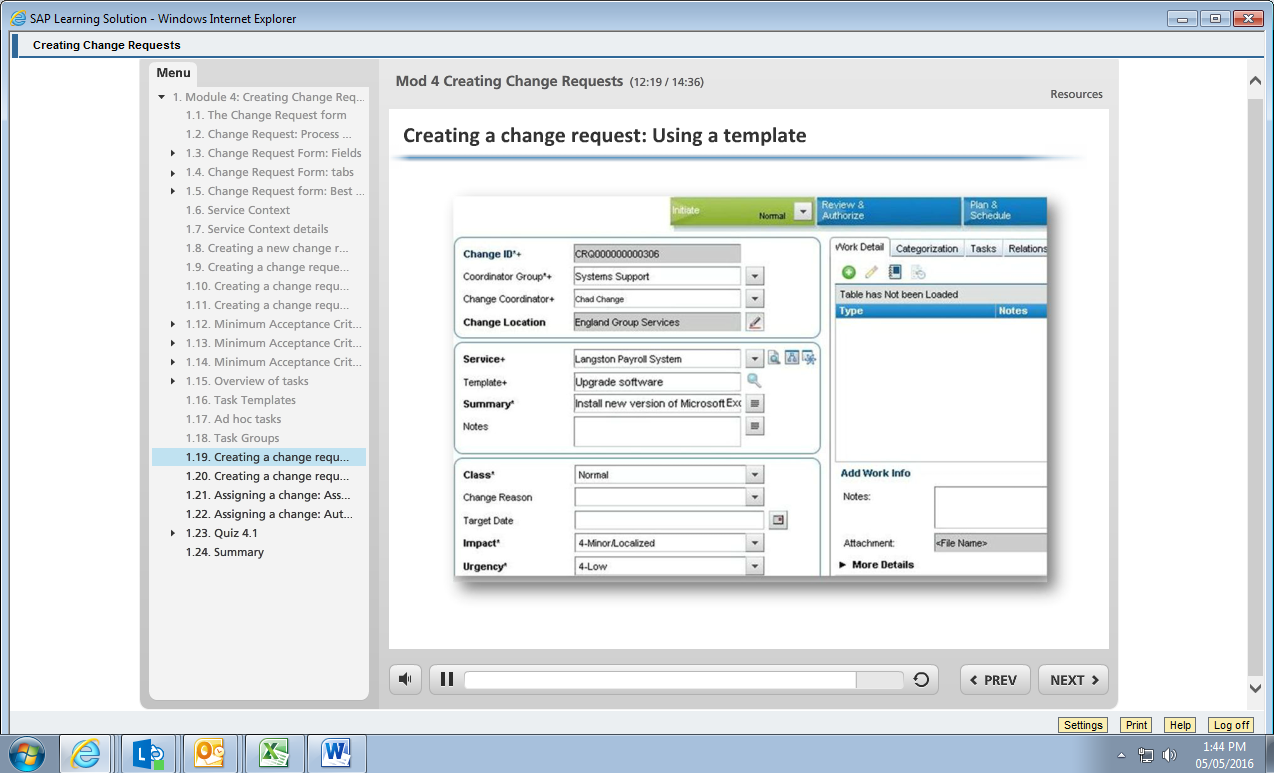 SAP Learning Solution - Windows Internet Explorer
Creating Change Requests
Menu
1. Module 4: Creating Change Req...
1.1. The Change Request form
1.2. Change Request: Process ...
1.3. Change Request Form: Fields
1.4. Change Request Form: tabs
1.5. Change Request form: Best ...
1.6. Service Context
1.7. Service Context details
1.8. Creating a new change r...
1.9. Creating a change reque...
1.10. Creating a change requ...
1.11. Creating a change requ...
1.12. Minimum Acceptance Crit...
1.13. Minimum Acceptance Crit...
1.14. Minimum Acceptance Crit...
1.15. Overview of tasks
1.16. Task Templates
1.17. Ad hoc tasks
1.18. Task Groups
1.19. Creating a change requ...
1.20. Creating a change requ...
1.21. Assigning a change: Ass...
1.22. Assigning a change: Aut...
1.23. Quiz 4.1
1.24. Summary
Mod 4 Creating Change Requests (12:19 / 14:36)
Resources
Creating a change request: Using a template
Initiate
Normal
Review &
Authorize
Plan &
Schedule
Change ID*+ CRQ000000000306
Coordinator Group*+ Systems Support
Change Coordinator+ Chad Change
Change Location England Group Services
Service+ Langston Payroll System
Template+ Upgrade software
Summary* Install new version of Microsoft Exc
Notes
Class* Normal
Change Reason
Target Date
Impact* 4-Minor/Localized
Urgency* 4-Low
Work Detail Categorization Tasks Relations
Table has Not been Loaded
Type Notes
Add Work Info
Notes:
Attachment: <File Name>
More Details
PREV NEXT
Settings Print Help Log off
1:44 PM
05/05/2016